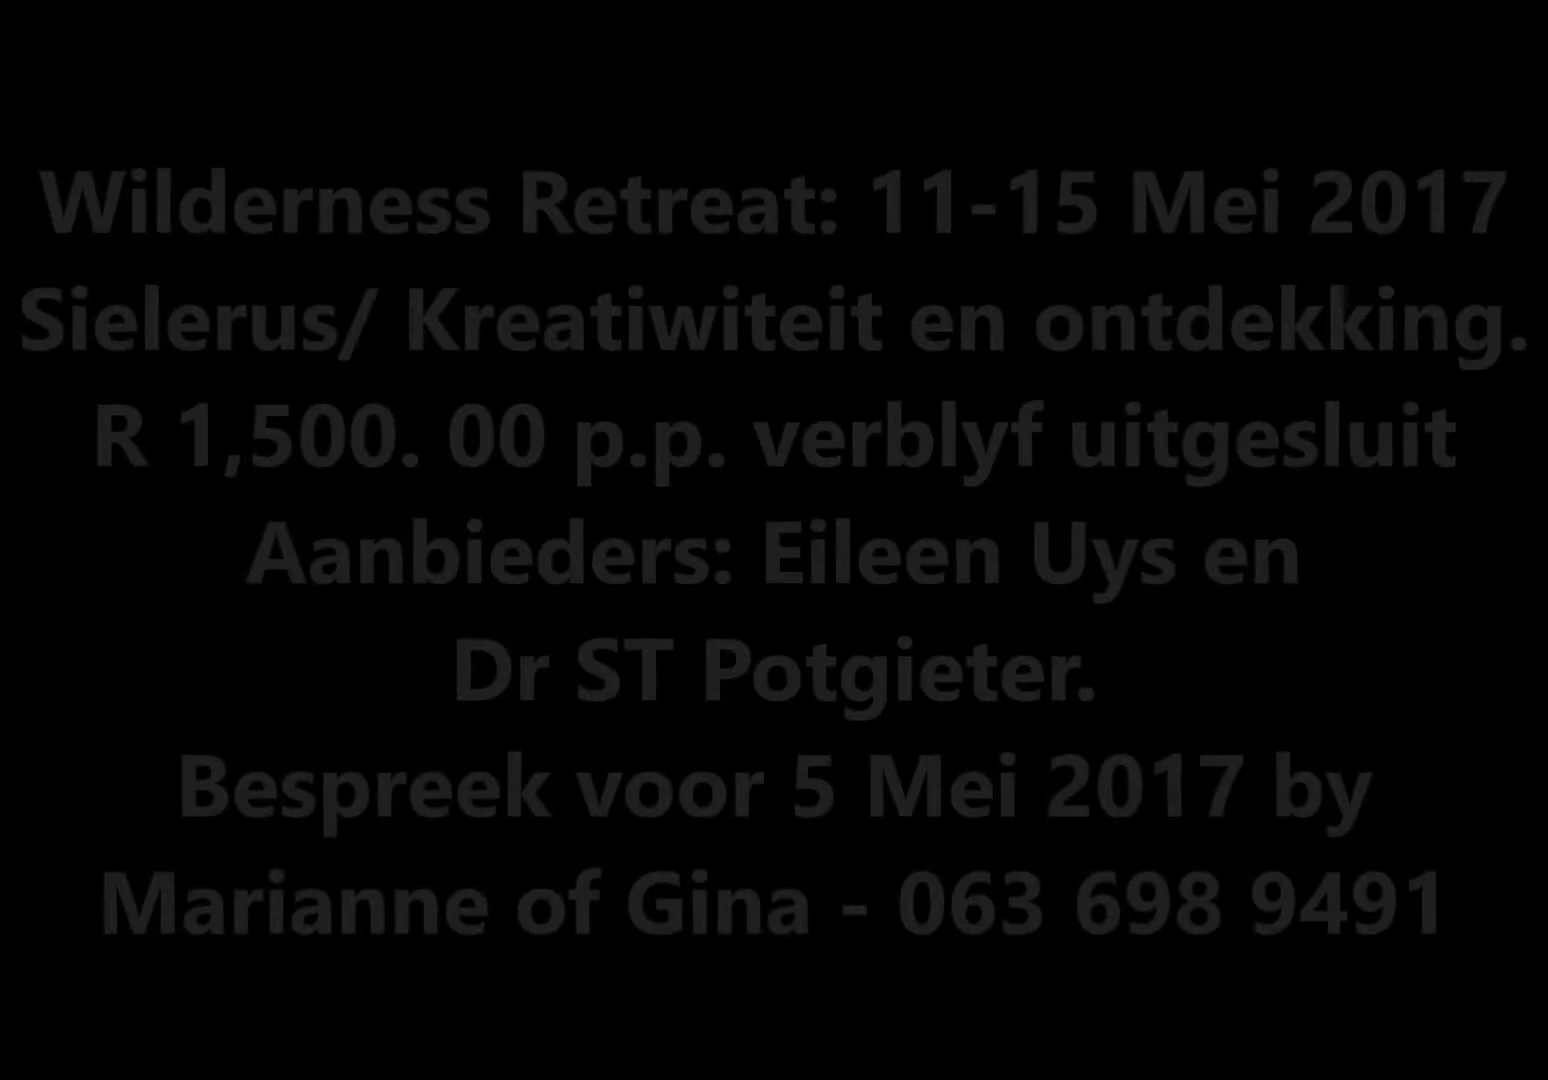 Wilderness Retreat: 11-15 Mei 2017
Sielerus/ Kreatiwiteit en ontdekking.
R 1,500. 00 p.p. verblyf uitgesluit
Aanbieders: Eileen Uys en
Dr ST Potgieter.
Bespreek voor 5 Mei 2017 by
Marianne of Gina - 063 698 9491